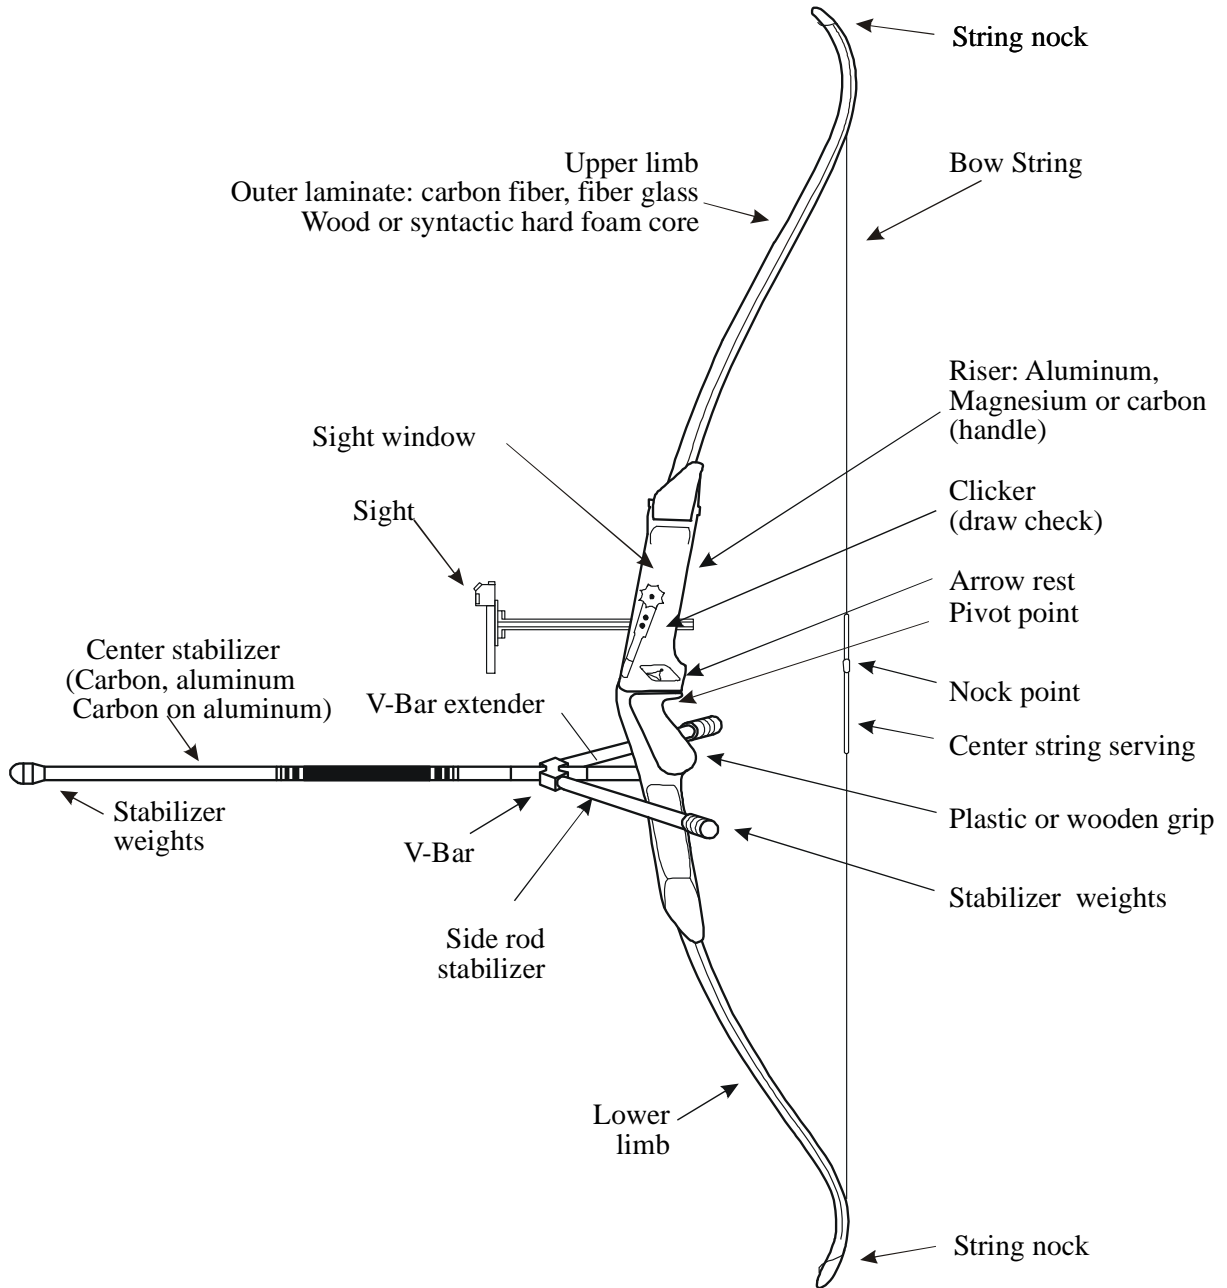 String nock
Upper limb
Outer laminate: carbon fiber, fiber glass
Wood or syntactic hard foam core
Bow String
Riser: Aluminum,
Magnesium or carbon
(handle)
Sight window
Clicker
(draw check)
Sight
Arrow rest
Pivot point
Center stabilizer
(Carbon, aluminum
Carbon on aluminum)
V-Bar extender
Nock point
Center string serving
Stabilizer
weights
V-Bar
Plastic or wooden grip
Stabilizer weights
Side rod
stabilizer
Lower
limb
String nock